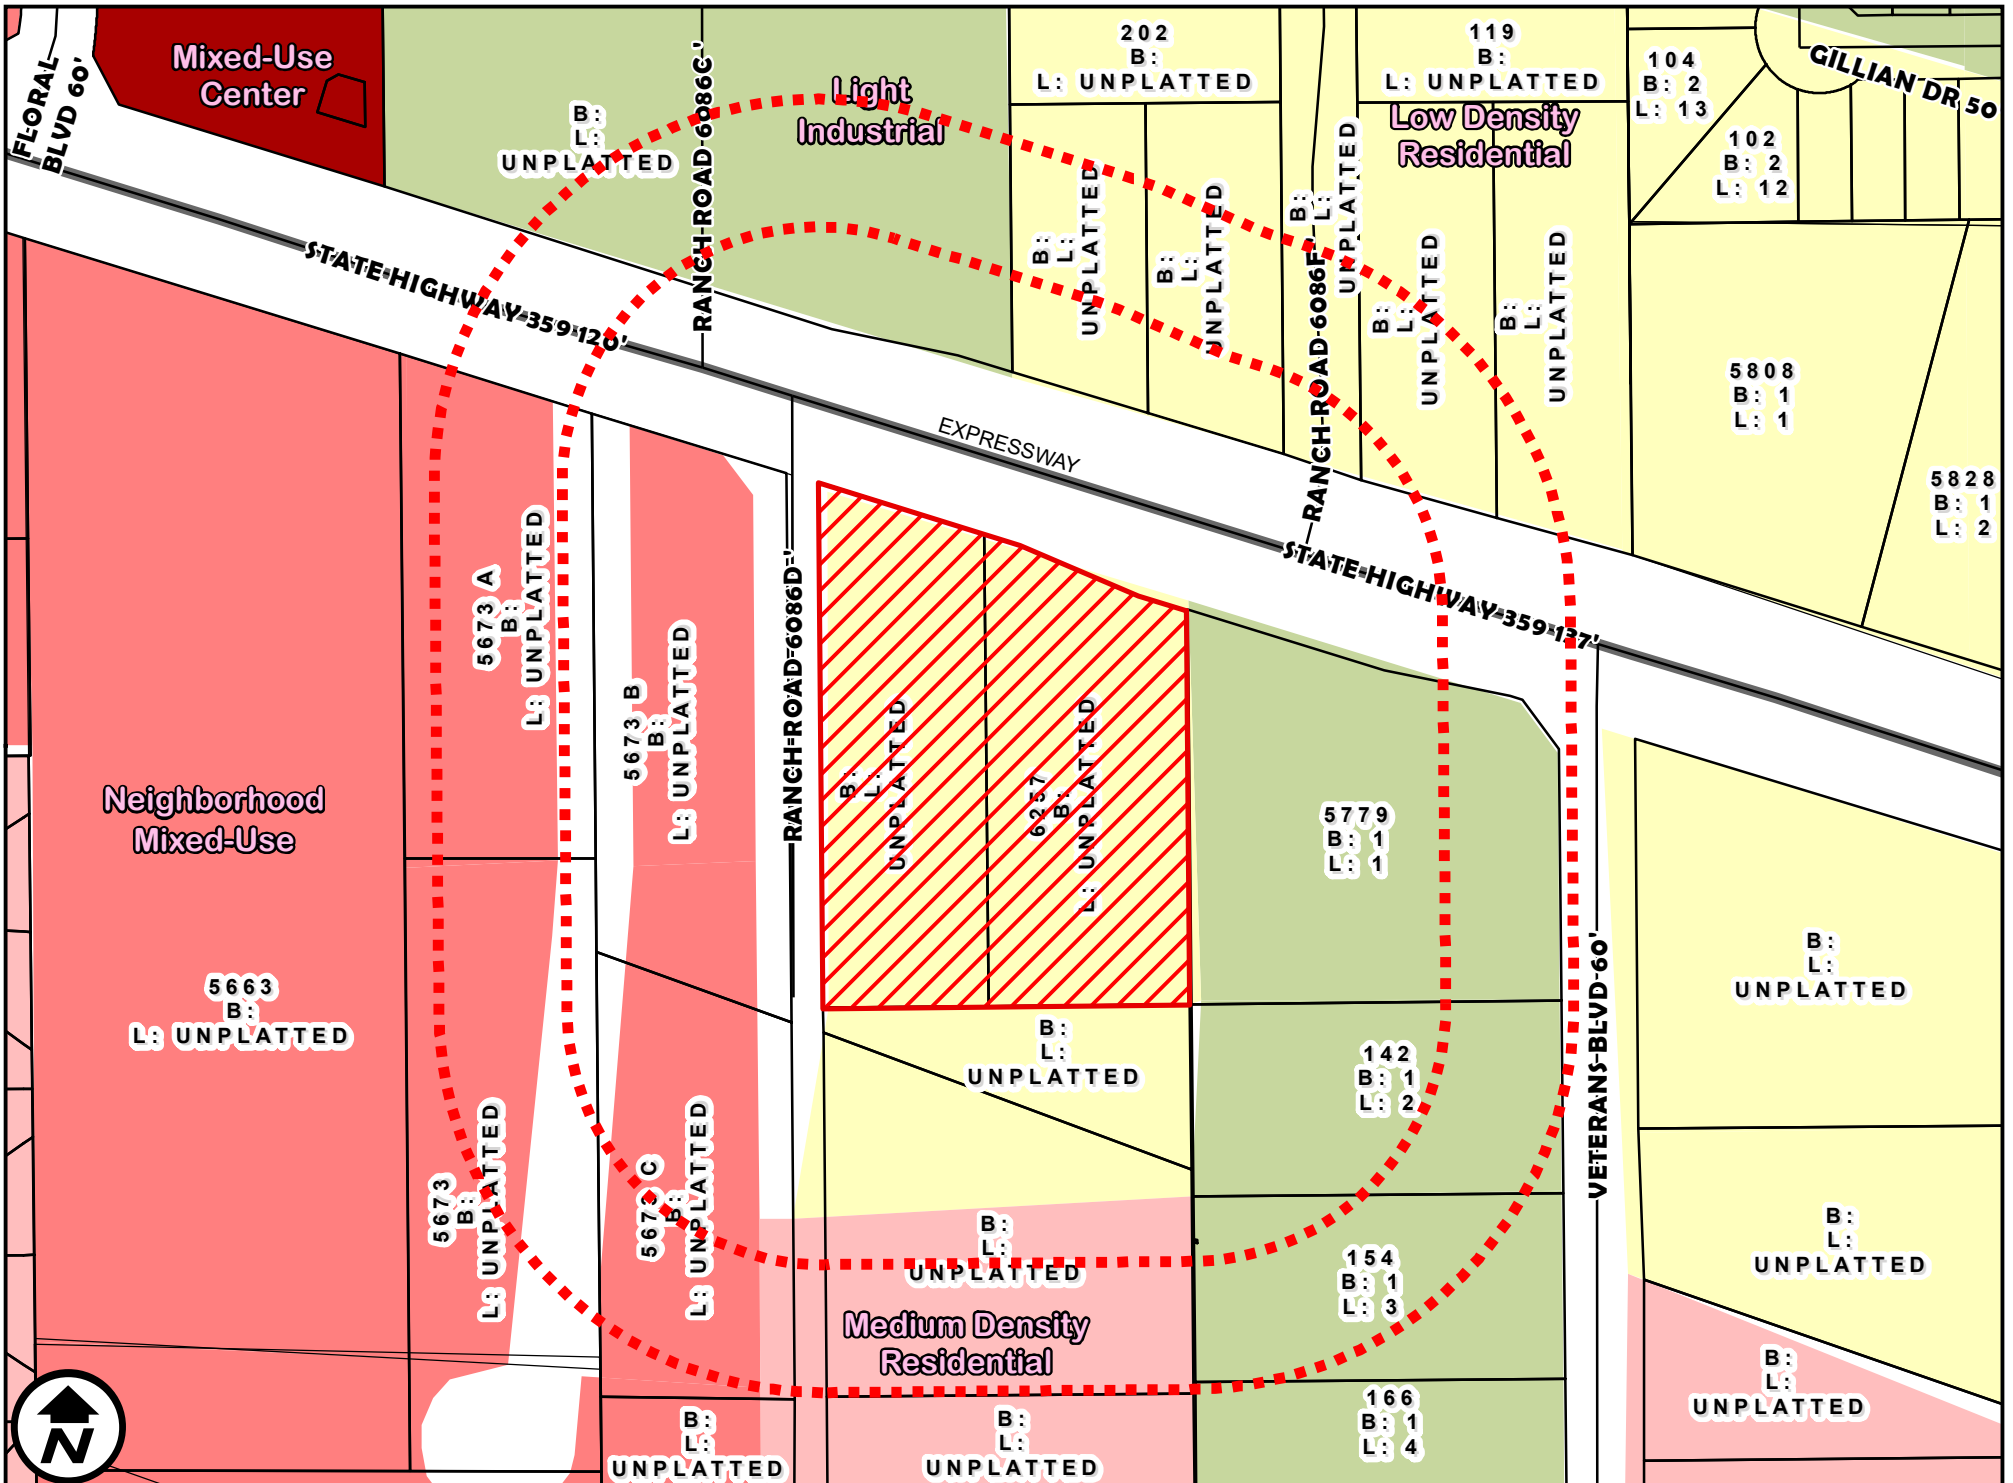 FLORAL
BLVD 60'
Mixed-Use
Center
B:
L:
UNPLATTED
RANCH-ROAD-6086C-'
Light
Industrial
202
B:
L: UNPLATTED
119
B:
L: UNPLATTED
104
B: 2
L: 13
GILLIAN DR 50
Low Density
Residential
102
B: 2
L: 12
B:
L:
UNPLATTED
B:
L:
UNPLATTED
B:
L:
UNPLATTED
RANCH-ROAD-6086F-'
B:
L:
UNPLATTED
B:
L:
UNPLATTED
5808
B: 1
L: 1
5828
B: 1
L: 2
STATE-HIGHWAY-359-120'
EXPRESSWAY
STATE-HIGHWAY-359-137'
5673 A
B:
L: UNPLATTED
5673 B
B:
L: UNPLATTED
RANCH-ROAD-6086D-'
B:
L:
UNPLATTED
6257
B:
L: UNPLATTED
5779
B: 1
L: 1
Neighborhood
Mixed-Use
5663
B:
L: UNPLATTED
B:
L:
UNPLATTED
142
B: 1
L: 2
VETERANS-BLVD-60'
B:
L:
UNPLATTED
5673
B:
L: UNPLATTED
5673 C
B:
L: UNPLATTED
B:
L:
UNPLATTED
154
B: 1
L: 3
B:
L:
UNPLATTED
Medium Density
Residential
B:
L:
UNPLATTED
N
B:
L:
UNPLATTED
B:
L:
UNPLATTED
166
B: 1
L: 4